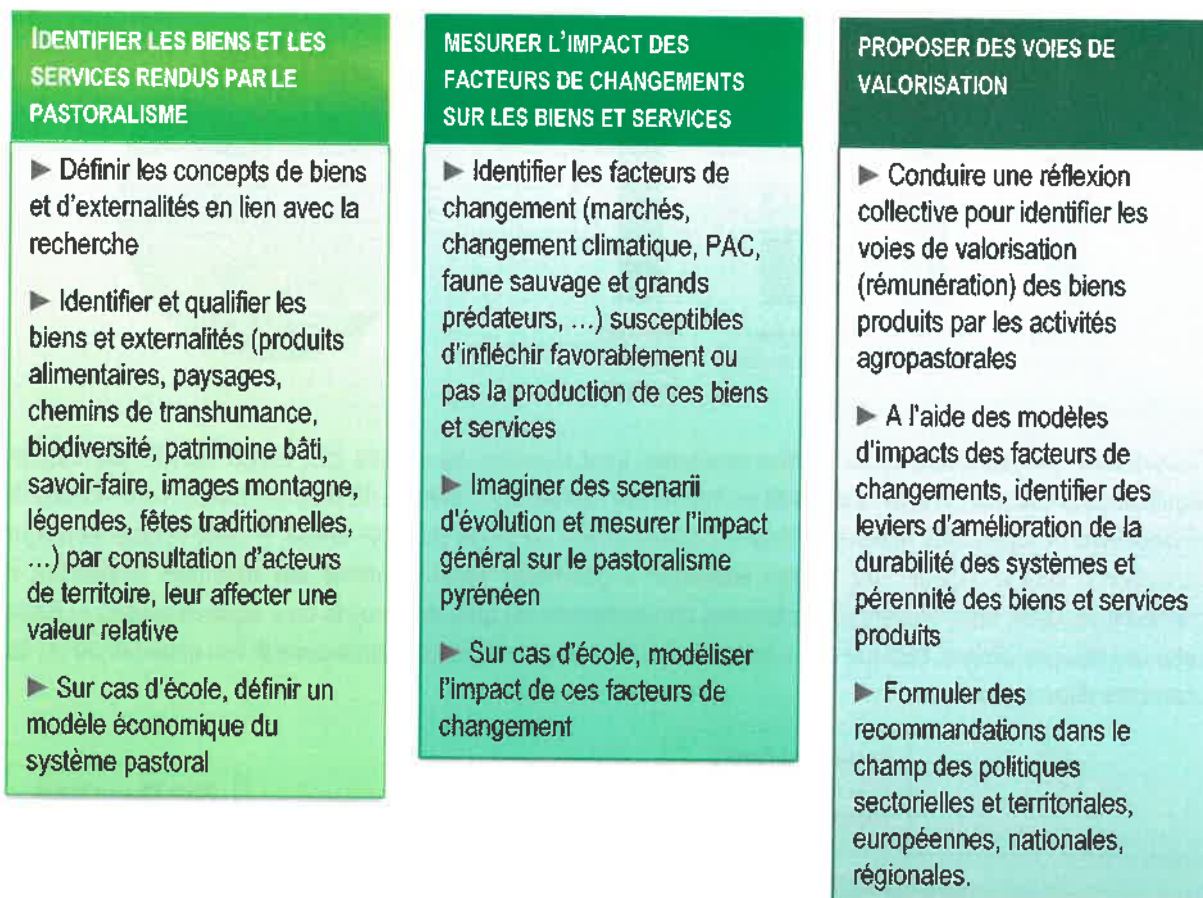 IDENTIFIER LES BIENS ET LES
SERVICES RENDUS PAR LE
PASTORALISME
► Définir les concepts de biens
et d'externalités en lien avec la
recherche
► Identifier et qualifier les
biens et externalités (produits
alimentaires, paysages,
chemins de transhumance,
biodiversité, patrimoine bâti,
savoir-faire, images montagne,
légendes, fêtes traditionnelles,
...) par consultation d'acteurs
de territoire, leur affecter une
valeur relative
► Sur cas d'école, définir un
modèle économique du
système pastoral
MESURER L'IMPACT DES
FACTEURS DE CHANGEMENTS
SUR LES BIENS ET SERVICES
► Identifier les facteurs de
changement (marchés,
changement climatique, PAC,
faune sauvage et grands
prédateurs, ...) susceptibles
d'infléchir favorablement ou
pas la production de ces biens
et services
► Imaginer des scenarii
d'évolution et mesurer l'impact
général sur le pastoralisme
pyrénéen
► Sur cas d'école, modéliser
l'impact de ces facteurs de
changement
PROPOSER DES VOIES DE
VALORISATION
► Conduire une réflexion
collective pour identifier les
voies de valorisation
(rémunération) des biens
produits par les activités
agropastorales
► A l'aide des modèles
d'impacts des facteurs de
changements, identifier des
leviers d'amélioration de la
durabilité des systèmes et
pérennité des biens et services
produits
► Formuler des
recommandations dans le
champ des politiques
sectorielles et territoriales,
européennes, nationales,
régionales.